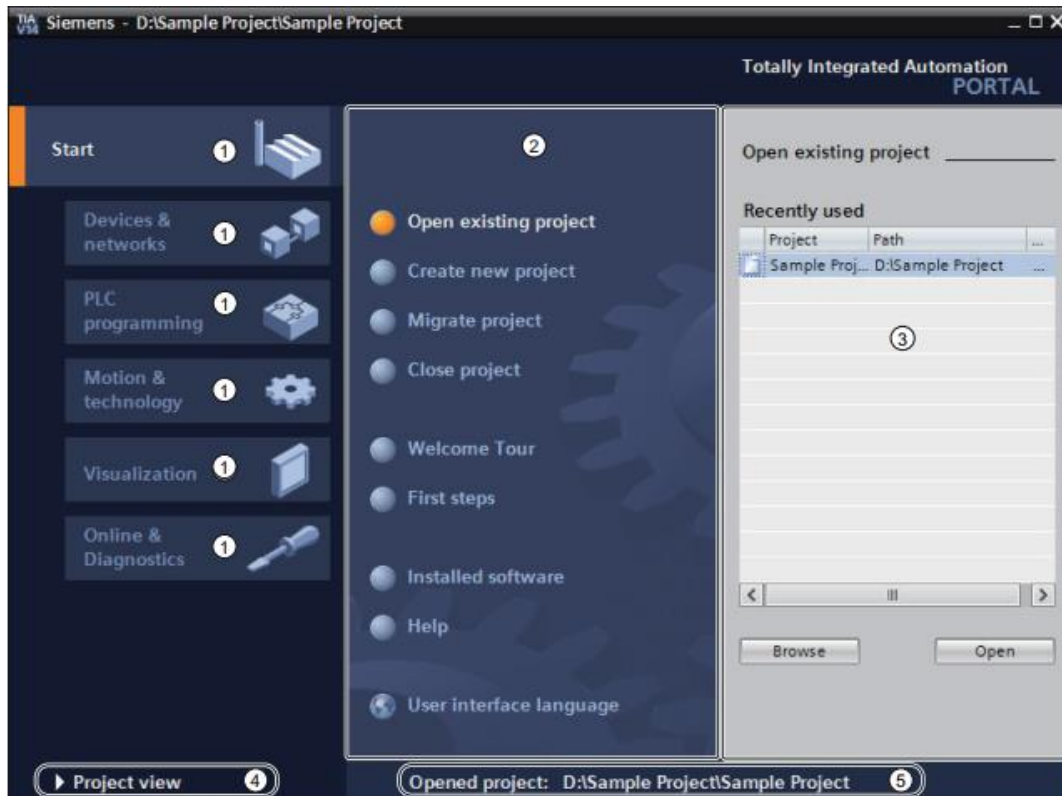 TIA
V14
Siemens - D:\Sample Project\Sample Project
Totally Integrated Automation
PORTAL
Start
1
Devices &
networks
1
PLC
programming
1
Motion &
technology
1
Visualization
1
Online &
Diagnostics
1
2
Open existing project
Create new project
Migrate project
Close project
Welcome Tour
First steps
Installed software
Help
User interface language
Open existing project
Recently used
Project Path ...
Sample Proj... D:\Sample Project ...
3
Browse Open
Project view 4
Opened project: D:\Sample Project\Sample Project 5